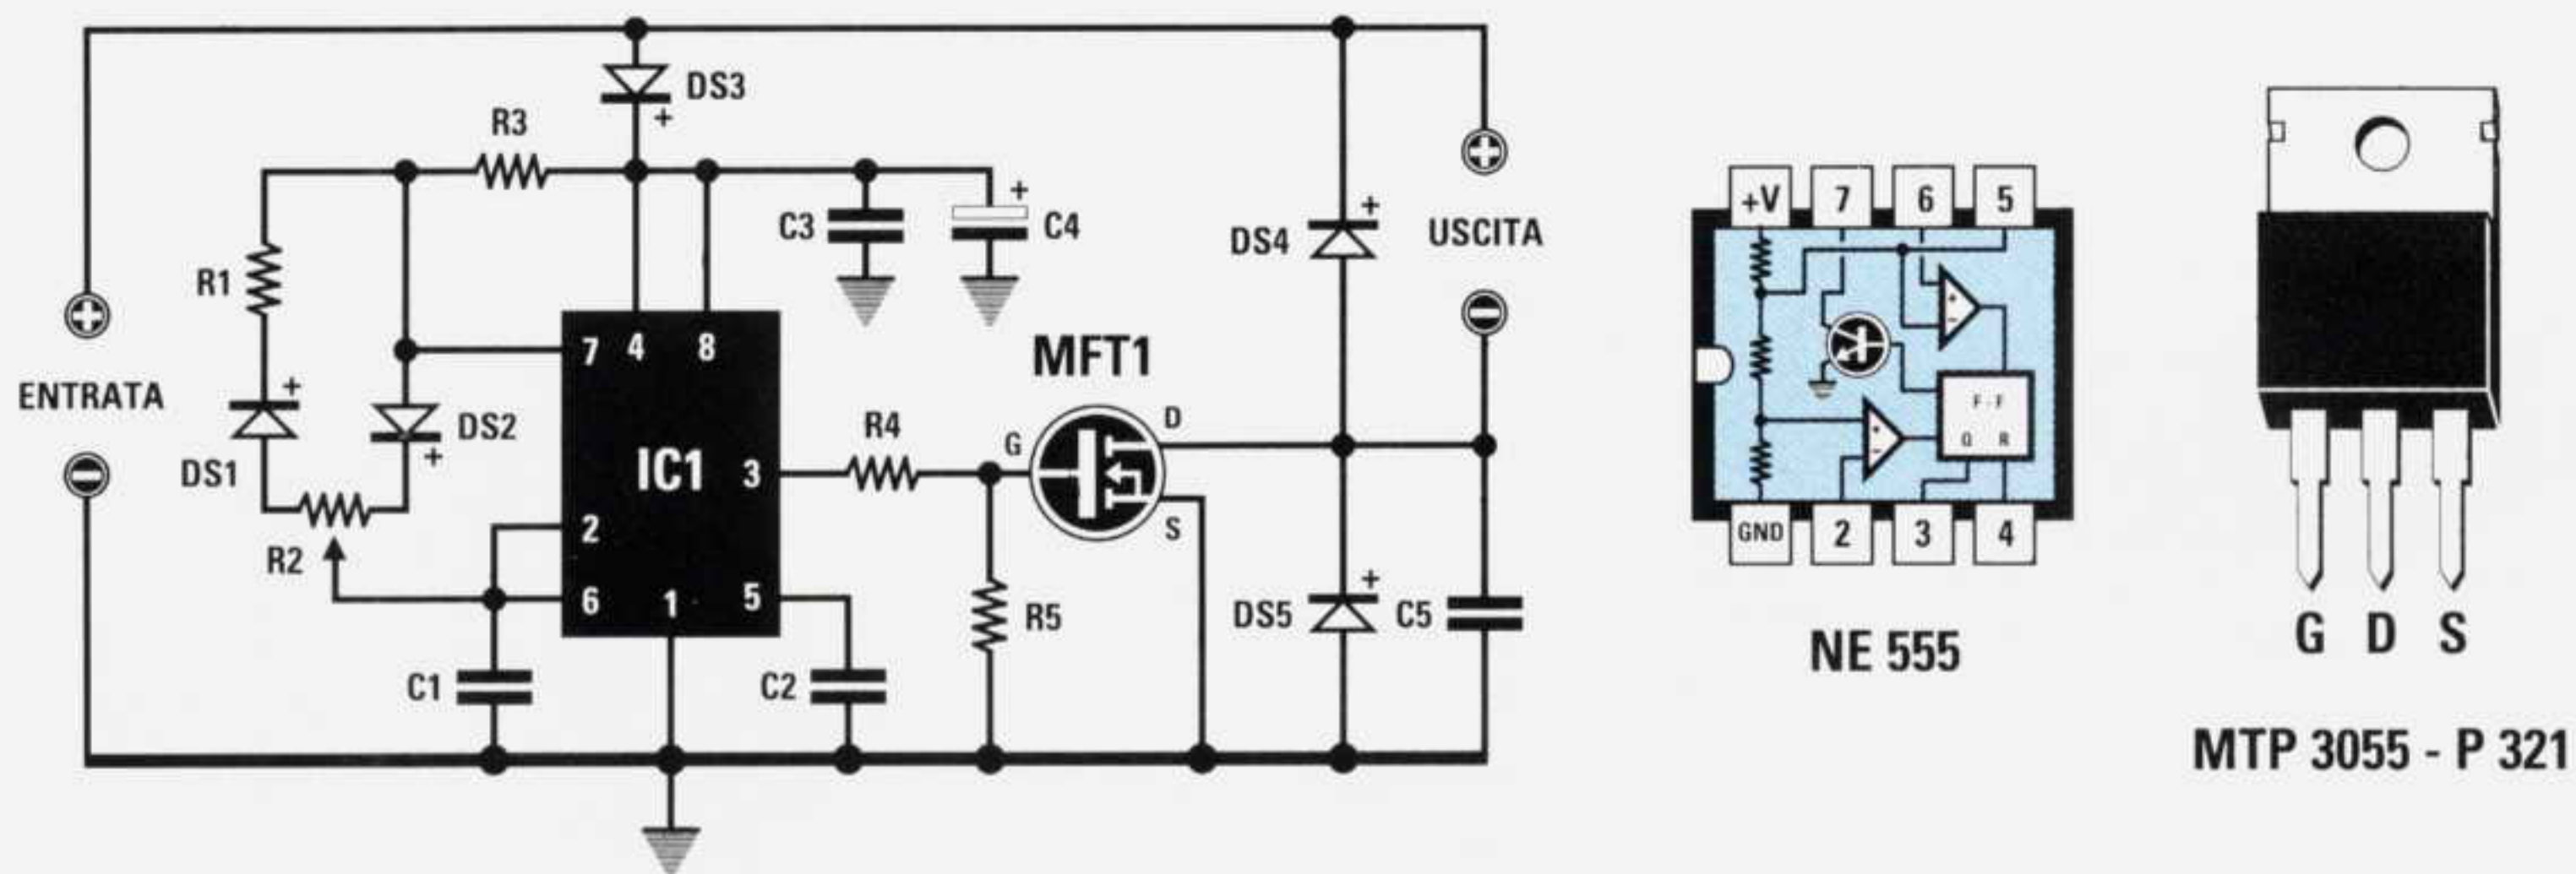 ENTRATA
+
-
R1
DS1
+
R2
R3
DS2
+
DS3
+
C1
IC1
7
4
8
3
2
6
1
5
C2
C3
C4
+
R4
R5
MFT1
G
D
S
DS4
+
DS5
+
C5
USCITA
+
-
+V
7
6
5
+
-
+
-
F-F
Q
R
GND
2
3
4
NE 555
G
D
S
MTP 3055 - P 321